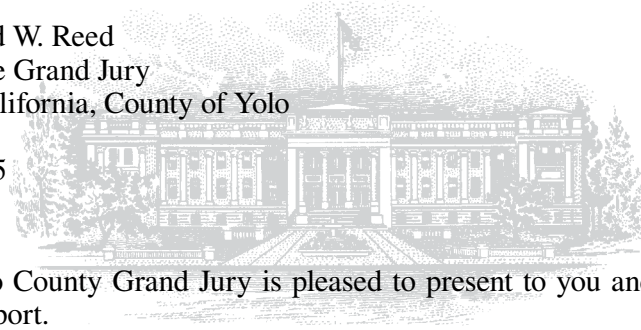 d W. Reed
e Grand Jury
lifornia, County of Yolo
5
o County Grand Jury is pleased to present to you and
port.